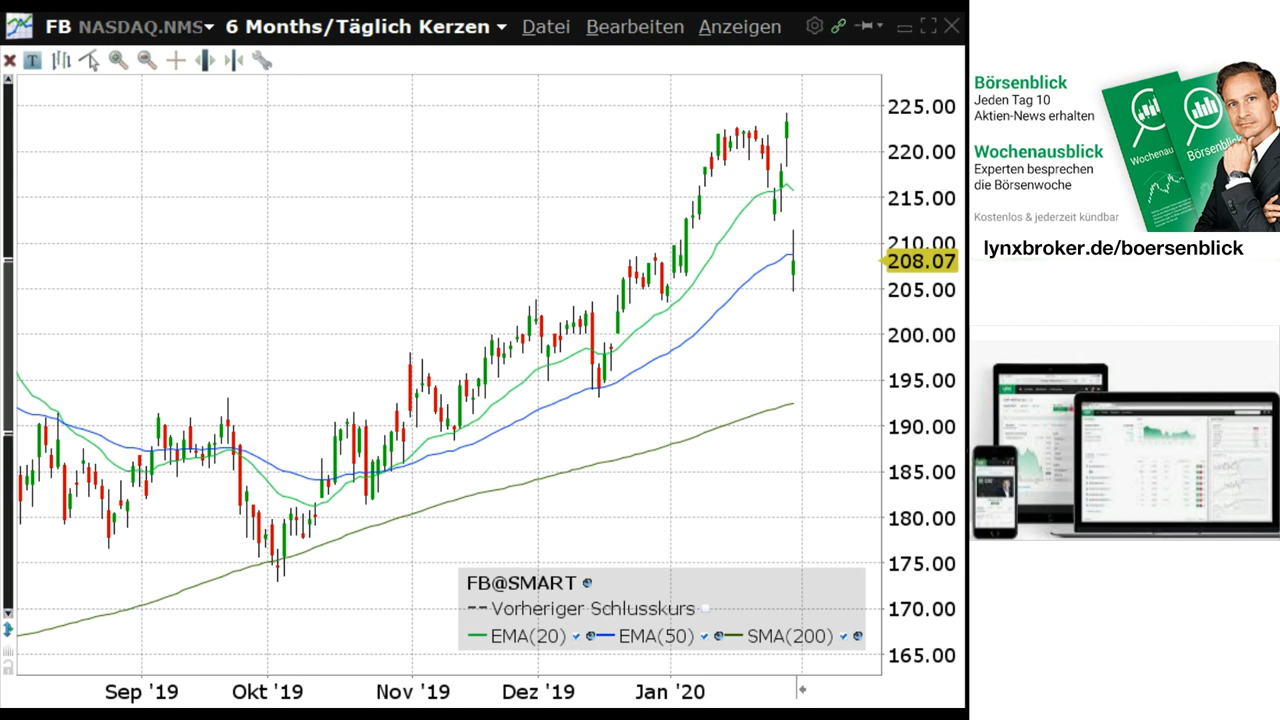 FB NASDAQ.NMS 6 Months/Täglich Kerzen Datei Bearbeiten Anzeigen
T
225.00
220.00
215.00
210.00
208.07
205.00
200.00
195.00
190.00
185.00
180.00
175.00
170.00
165.00
FB@SMART
Vorheriger Schlusskurs
EMA(20) EMA(50) SMA(200)
Sep '19 Okt '19 Nov '19 Dez '19 Jan '20
Börsenblick
Jeden Tag 10
Aktien-News erhalten
Wochenausblick
Experten besprechen
die Börsenwoche
Kostenlos & jederzeit kündbar
Wochenau
Börsenblick
lynxbroker.de/boersenblick